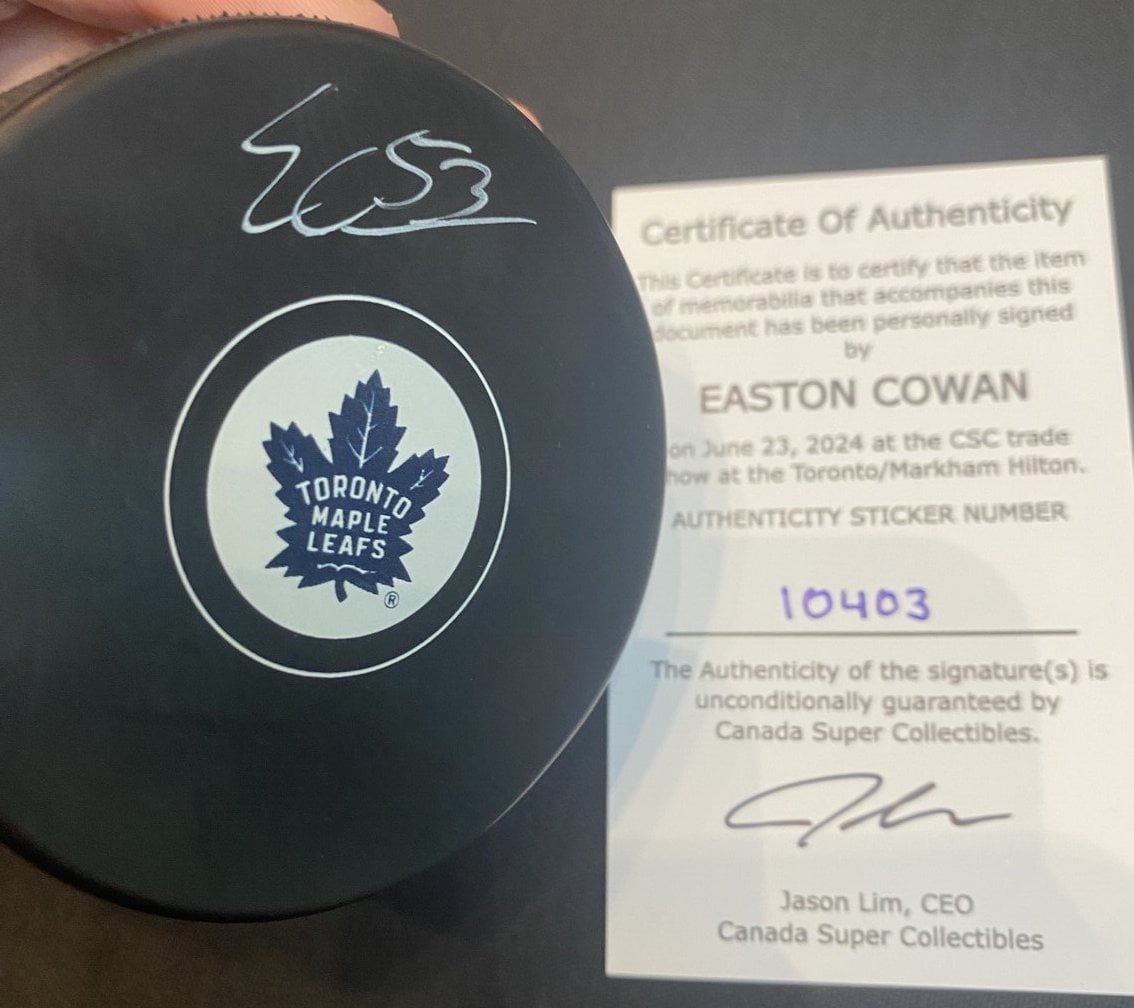 EC 53
TORONTO
MAPLE
LEAFS
®
Certificate Of Authenticity
This Certificate is to certify that the item
of memorabilia that accompanies this
document has been personally signed
by
EASTON COWAN
on June 23, 2024 at the CSC trade
how at the Toronto/Markham Hilton.
AUTHENTICITY STICKER NUMBER
10403
The Authenticity of the signature(s) is
unconditionally guaranteed by
Canada Super Collectibles.
Jason Lim, CEO
Canada Super Collectibles